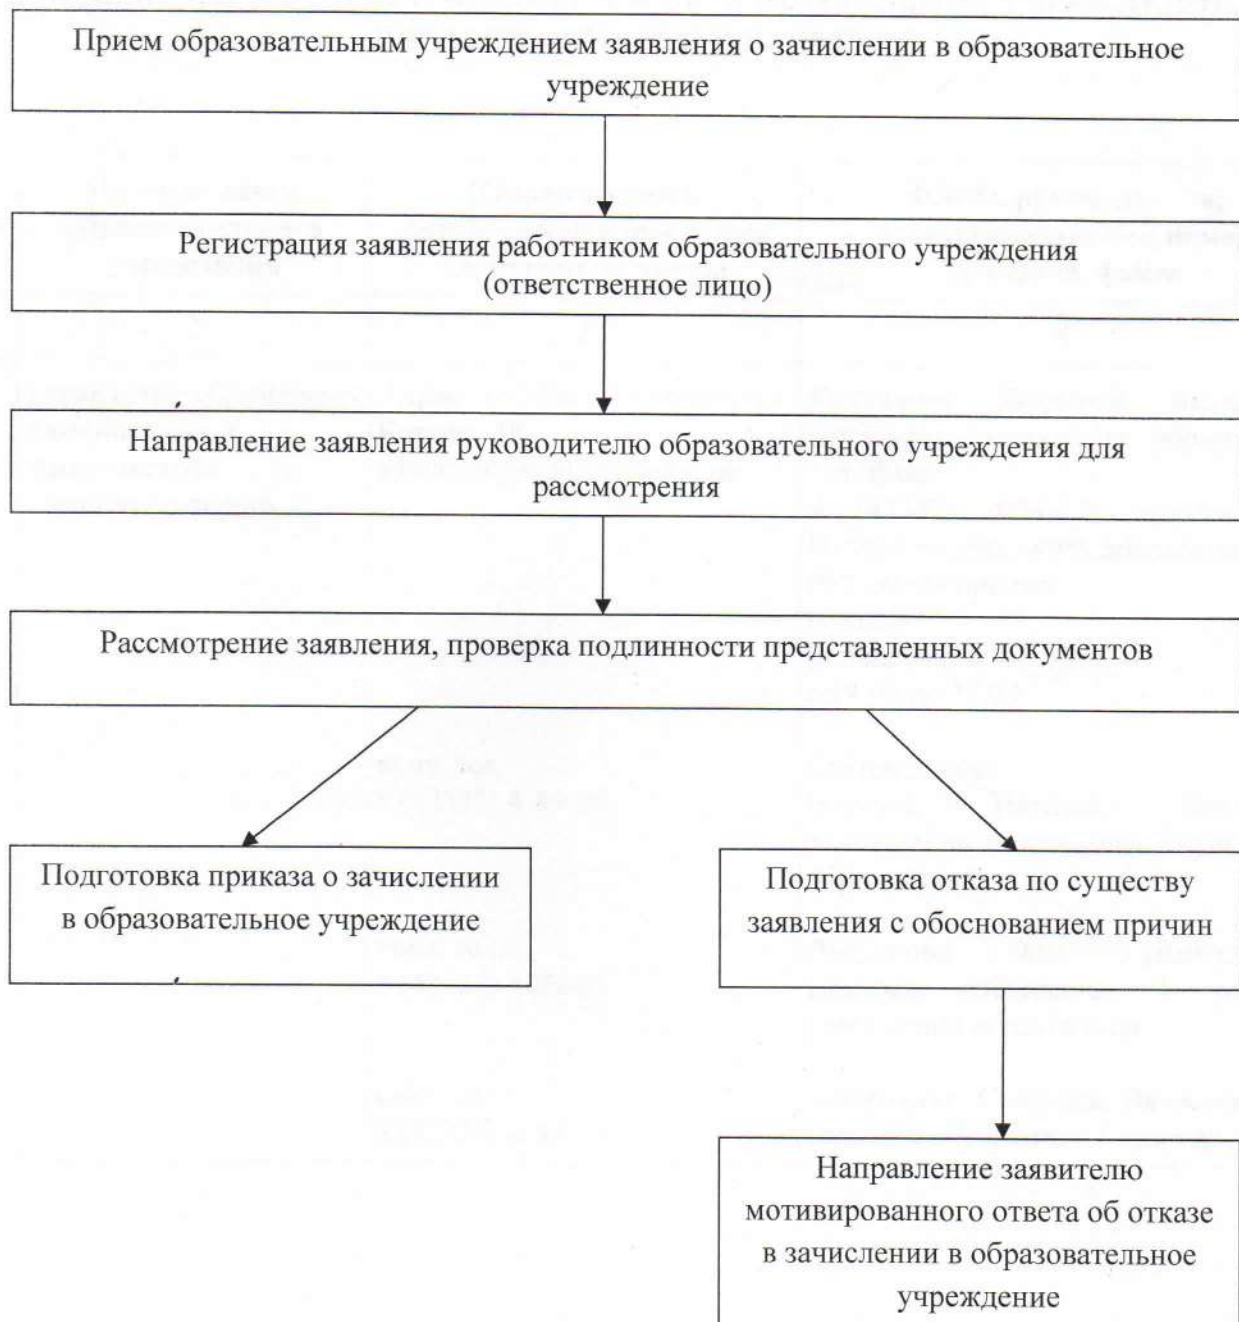 Прием образовательным учреждением заявления о зачислении в образовательное
учреждение
Регистрация заявления работником образовательного учреждения
(ответственное лицо)
Направление заявления руководителю образовательного учреждения для
рассмотрения
Рассмотрение заявления, проверка подлинности представленных документов
Подготовка приказа о зачислении
в образовательное учреждение
Подготовка отказа по существу
заявления с обоснованием причин
Направление заявителю
мотивированного ответа об отказе
в зачислении в образовательное
учреждение